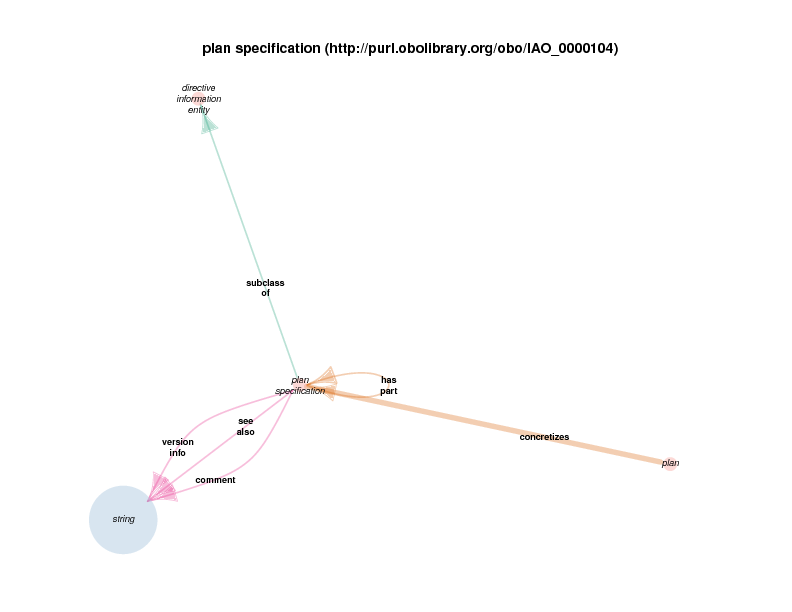 plan specification (http://purl.obolibrary.org/obo/IAO_0000104)
directive
information
entity
subclass
of
plan
specification
has
part
see
also
version
info
concretizes
plan
comment
string